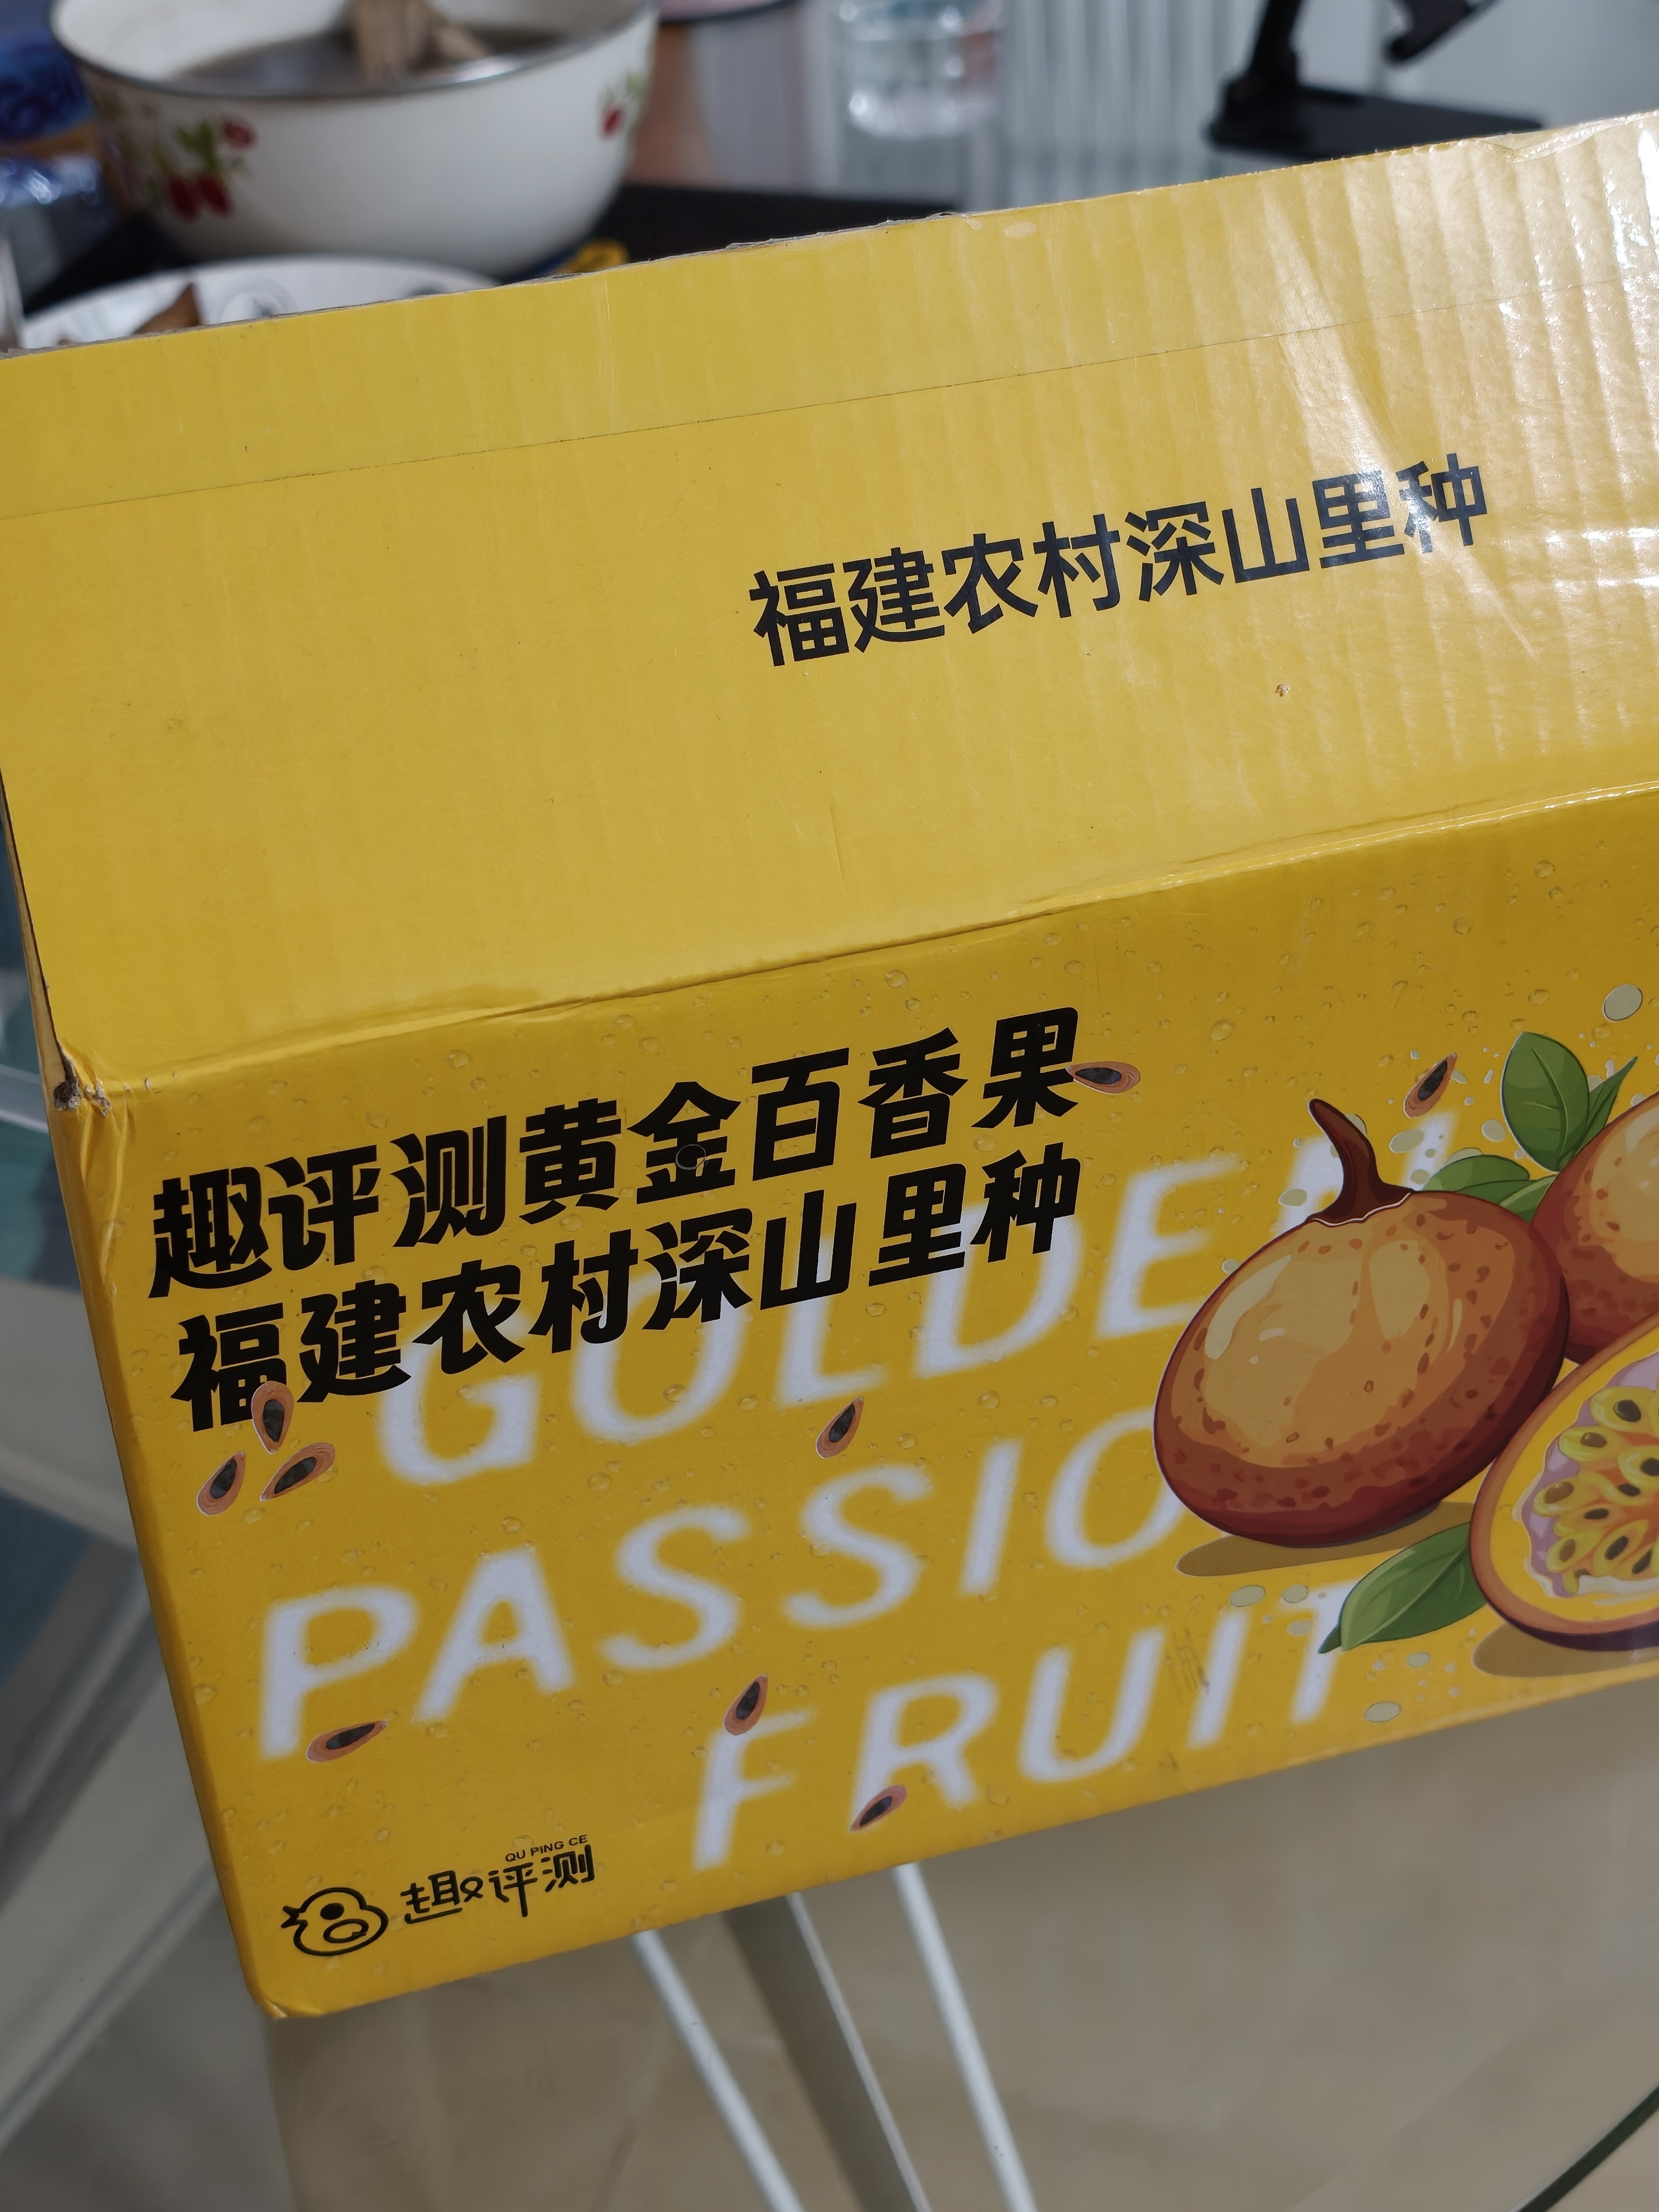 福建农村深山里种
趣评测黄金百香果
福建农村深山里种
GOLDEN
PASSIO
FRUIT
QU PING CE
趣评测